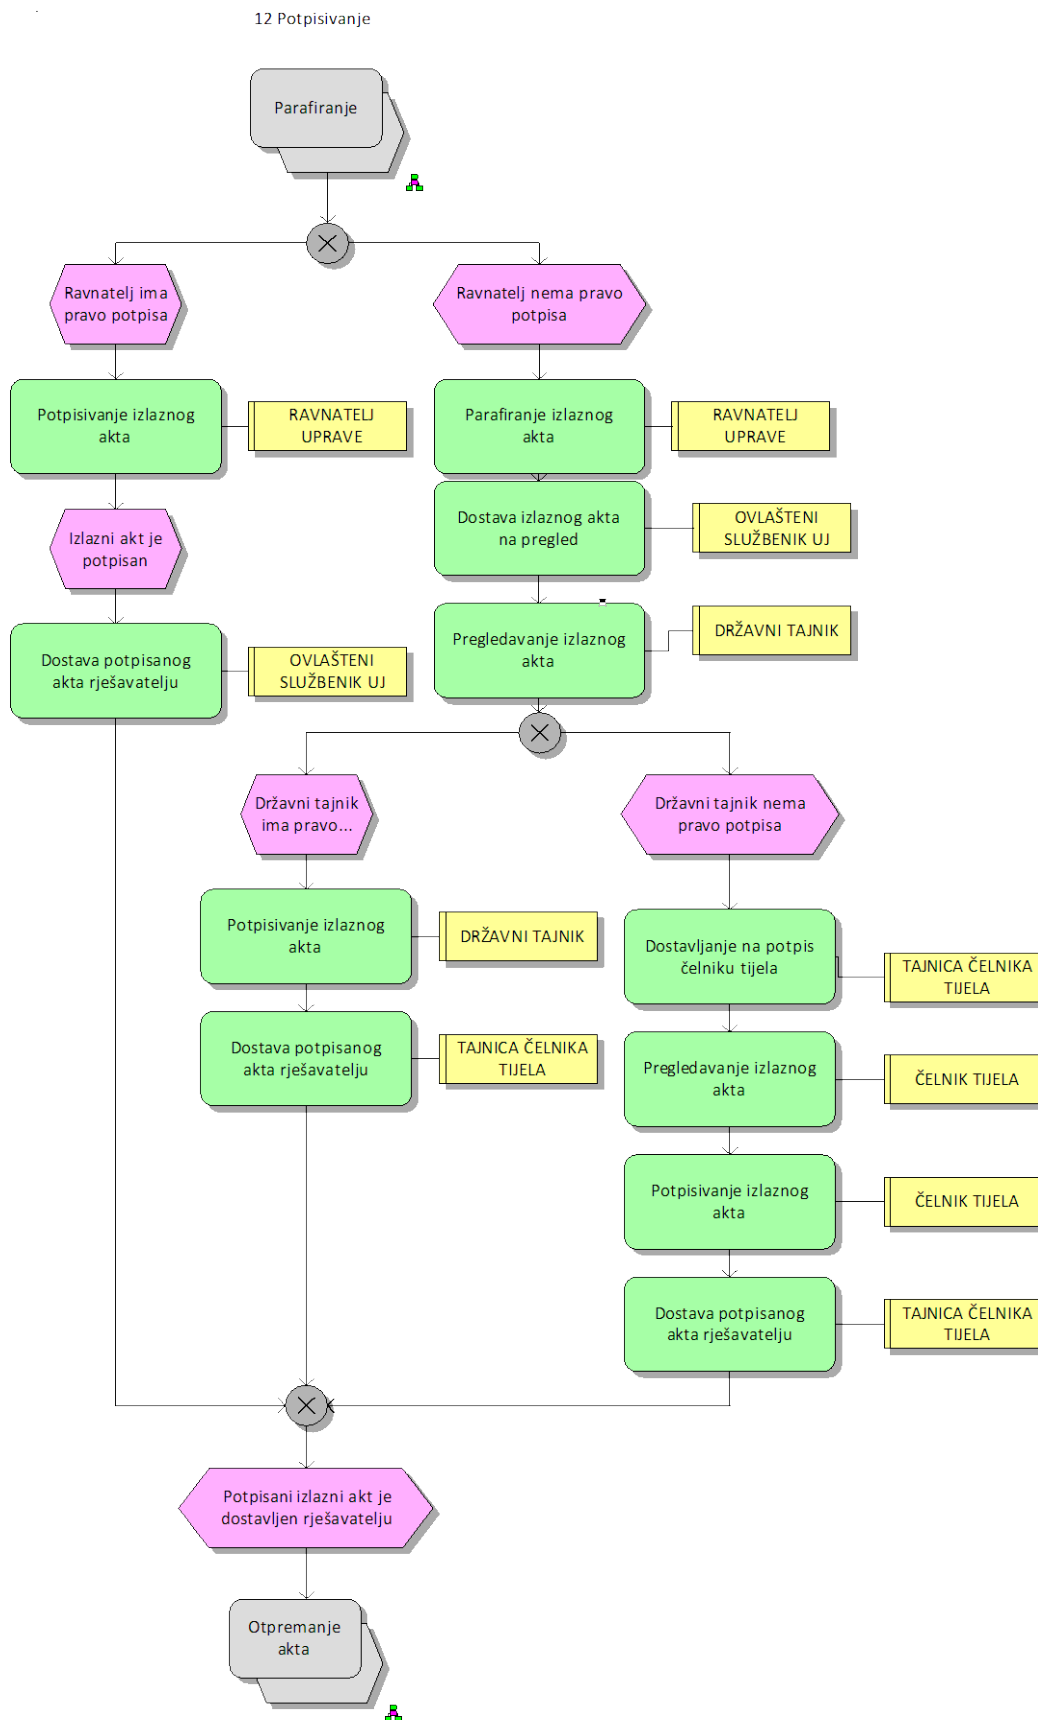 12 Potpisivanje
Parafiranje
Ravnatelj ima
pravo potpisa
Ravnatelj nema pravo
potpisa
Potpisivanje izlaznog
akta
RAVNATELJ
UPRAVE
Parafiranje izlaznog
akta
RAVNATELJ
UPRAVE
Izlazni akt je
potpisan
Dostava izlaznog akta
na pregled
OVLAŠTENI
SLUŽBENIK UJ
Dostava potpisanog
akta rješavatelju
OVLAŠTENI
SLUŽBENIK UJ
Pregledavanje izlaznog
akta
DRŽAVNI TAJNIK
Državni tajnik
ima pravo...
Državni tajnik nema
pravo potpisa
Potpisivanje izlaznog
akta
DRŽAVNI TAJNIK
Dostavljanje na potpis
čelniku tijela
TAJNICA ČELNIKA
TIJELA
Dostava potpisanog
akta rješavatelju
TAJNICA ČELNIKA
TIJELA
Pregledavanje izlaznog
akta
ČELNIK TIJELA
Potpisivanje izlaznog
akta
ČELNIK TIJELA
Dostava potpisanog
akta rješavatelju
TAJNICA ČELNIKA
TIJELA
Potpisani izlazni akt je
dostavljen rješavatelju
Otpremanje
akta